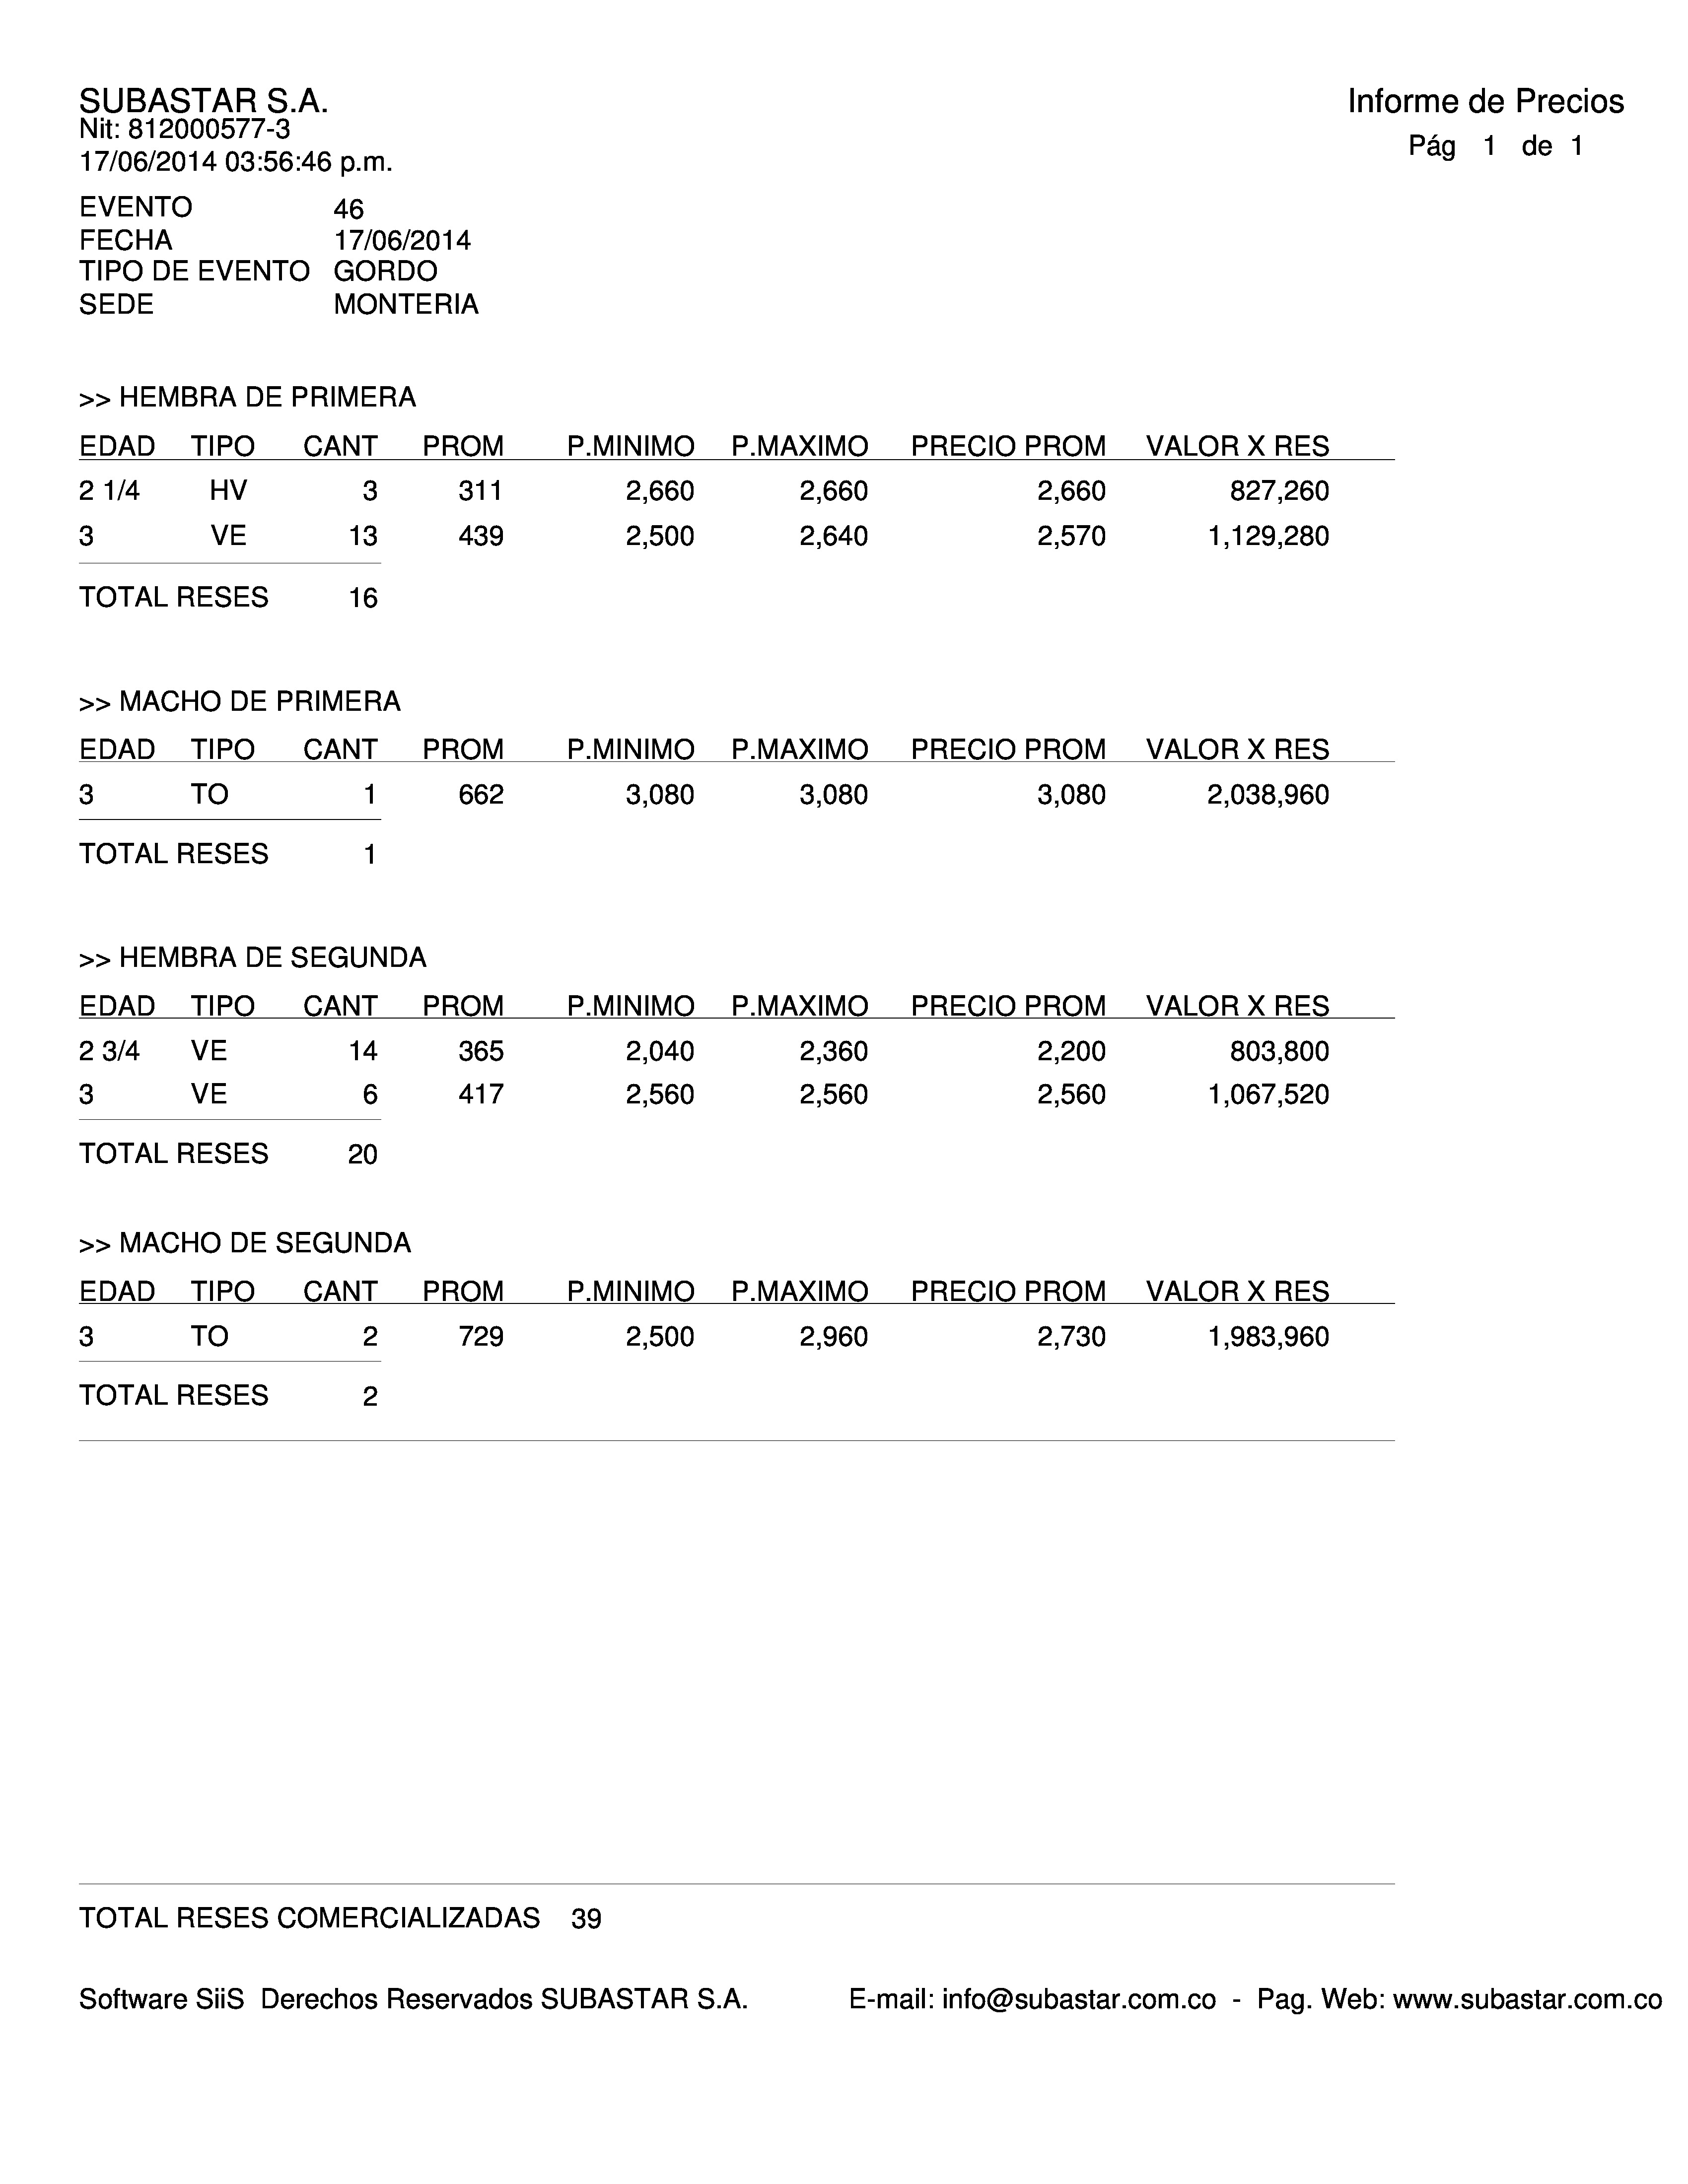 SUBASTAR S.A.
Informe de Precios
Nit: 812000577-3
Pág 1 de 1
17/06/2014 03:56:46 p.m.
EVENTO 46
FECHA 17/06/2014
TIPO DE EVENTO GORDO
SEDE MONTERIA
>> HEMBRA DE PRIMERA
EDAD TIPO CANT PROM P.MINIMO P.MAXIMO PRECIO PROM VALOR X RES
2 1/4 HV 3 311 2,660 2,660 2,660 827,260
3 VE 13 439 2,500 2,640 2,570 1,129,280
TOTAL RESES 16
>> MACHO DE PRIMERA
EDAD TIPO CANT PROM P.MINIMO P.MAXIMO PRECIO PROM VALOR X RES
3 TO 1 662 3,080 3,080 3,080 2,038,960
TOTAL RESES 1
>> HEMBRA DE SEGUNDA
EDAD TIPO CANT PROM P.MINIMO P.MAXIMO PRECIO PROM VALOR X RES
2 3/4 VE 14 365 2,040 2,360 2,200 803,800
3 VE 6 417 2,560 2,560 2,560 1,067,520
TOTAL RESES 20
>> MACHO DE SEGUNDA
EDAD TIPO CANT PROM P.MINIMO P.MAXIMO PRECIO PROM VALOR X RES
3 TO 2 729 2,500 2,960 2,730 1,983,960
TOTAL RESES 2
TOTAL RESES COMERCIALIZADAS 39
Software SiiS Derechos Reservados SUBASTAR S.A. E-mail: info@subastar.com.co - Pag. Web: www.subastar.com.co